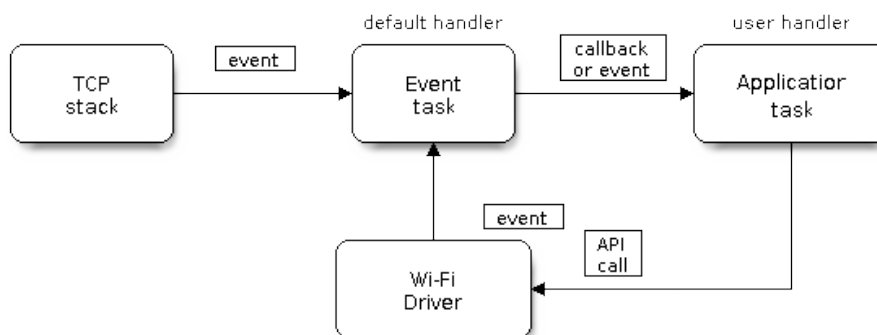 default handler
user handler
event
callback
or event
TCP
stack
Event
task
Application
task
event
API
call
Wi-Fi
Driver